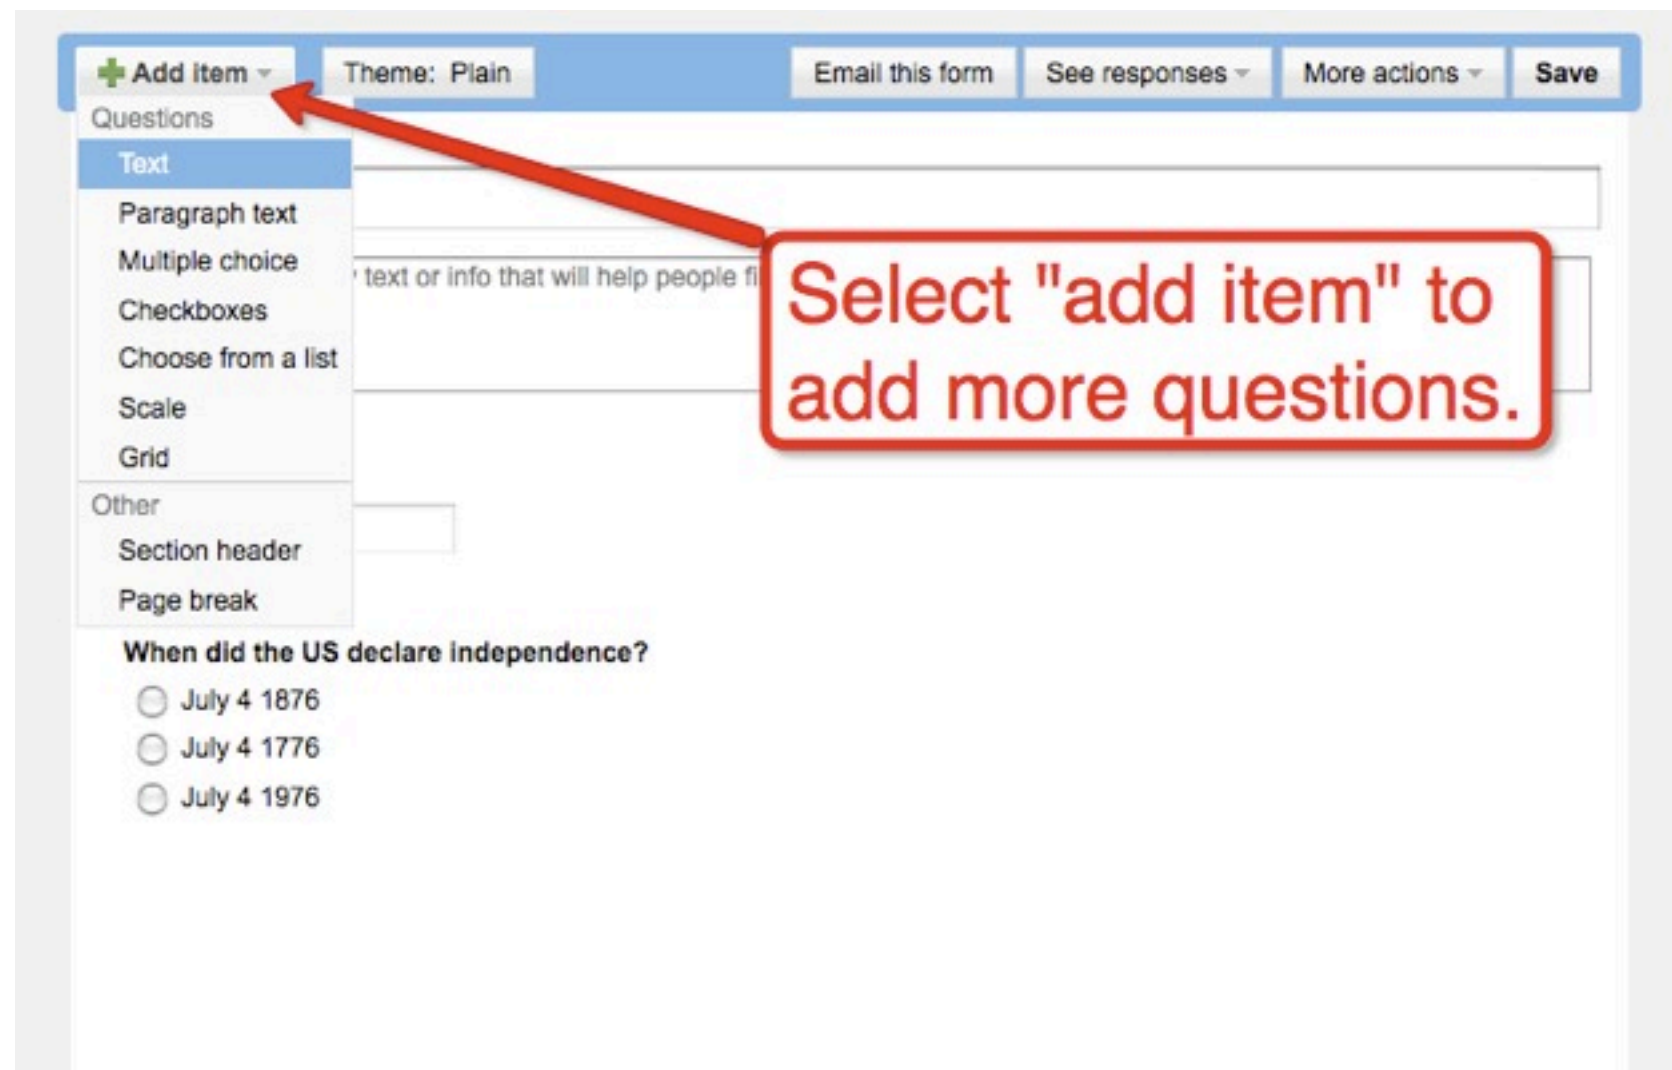 Add item Theme: Plain Email this form See responses More actions Save
Questions
Text
Paragraph text
Multiple choice
Checkboxes
Choose from a list
Scale
Grid
Other
Section header
Page break
text or info that will help people
Select "add item" to
add more questions.
When did the US declare independence?
July 4 1876
July 4 1776
July 4 1976